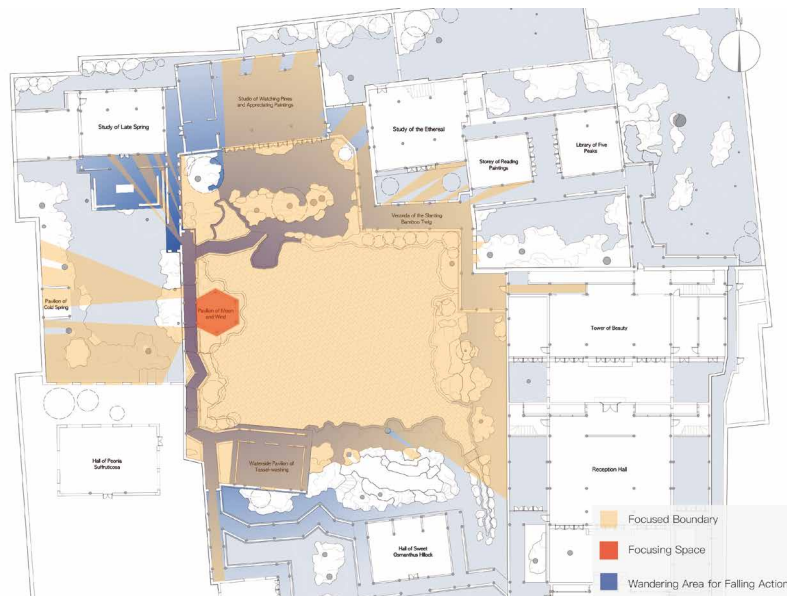 N
Studio of Watching Pines
and Appreciating Paintings
Study of Late Spring
Study of the Ethereal
Library of Five
Peaks
Storey of Reading
Paintings
Veranda of the Slanting
Bamboo Twig
Pavilion of
Cold Spring
Pavilion of Moon
and Wind
Tower of Beauty
Hall of Peonia
Suffruticosa
Waterside Pavilion of
Tassel-washing
Reception Hall
Hall of Sweet
Osmanthus Hillock
Focused Boundary
Focusing Space
Wandering Area for Falling Action